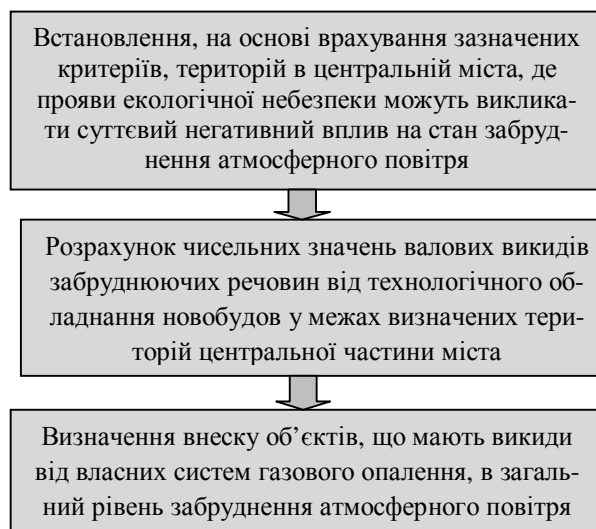 Встановлення, на основі врахування зазначених
критеріїв, територій в центральній міста, де
прояви екологічної небезпеки можуть виклика-
ти суттєвий негативний вплив на стан забруд-
нення атмосферного повітря
Розрахунок чисельних значень валових викидів
забруднюючих речовин від технологічного об-
ладнання новобудов у межах визначених тери-
торій центральної частини міста
Визначення внеску об’єктів, що мають викиди
від власних систем газового опалення, в загаль-
ний рівень забруднення атмосферного повітря